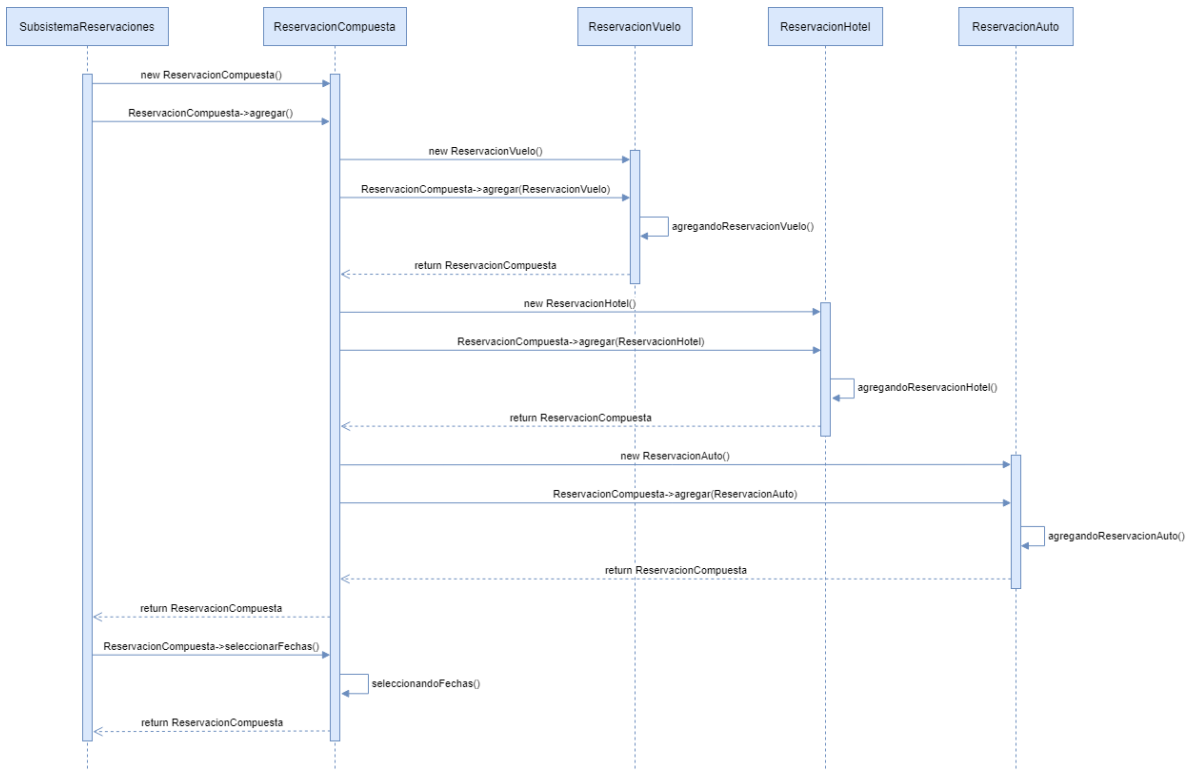 SubsistemaReservaciones
ReservacionCompuesta
ReservacionVuelo
ReservacionHotel
ReservacionAuto
new ReservacionCompuesta()
ReservacionCompuesta->agregar()
new ReservacionVuelo()
ReservacionCompuesta->agregar(ReservacionVuelo)
agregandoReservacionVuelo()
return ReservacionCompuesta
new ReservacionHotel()
ReservacionCompuesta->agregar(ReservacionHotel)
agregandoReservacionHotel()
return ReservacionCompuesta
new ReservacionAuto()
ReservacionCompuesta->agregar(ReservacionAuto)
agregandoReservacionAuto()
return ReservacionCompuesta
return ReservacionCompuesta
ReservacionCompuesta->seleccionarFechas()
seleccionandoFechas()
return ReservacionCompuesta